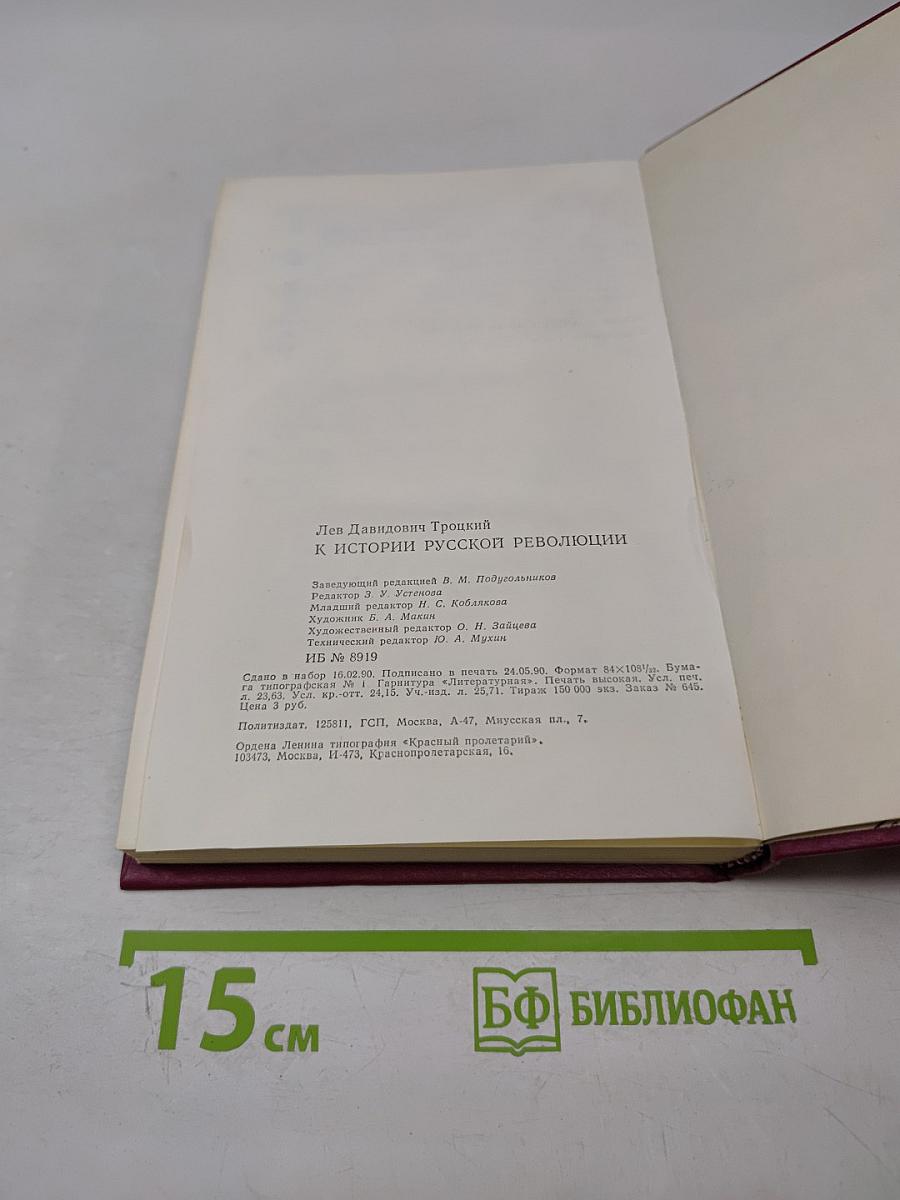 Лев Давидович Троцкий
К ИСТОРИИ РУССКОЙ РЕВОЛЮЦИИ
Заведующий редакцией В. М. Подугольников
Редактор З. У. Устенова
Младший редактор Н. С. Коблякова
Художник Б. А. Макин
Художественный редактор О. Н. Зайцева
Технический редактор Ю. А. Мухин
ИБ № 8919
Сдано в набор 16.02.90. Подписано в печать 24.05.90. Формат 84×108¹/₃₂. Бума-
га типографская № 1. Гарнитура «Литературная». Печать высокая. Усл. печ.
л. 23,63. Усл. кр.-отт. 24,15. Уч.-изд. л. 25,71. Тираж 150 000 экз. Заказ № 645.
Цена 3 руб.
Политиздат. 125811, ГСП, Москва, А-47, Миусская пл., 7.
Ордена Ленина типография «Красный пролетарий».
103473, Москва, И-473, Краснопролетарская, 16.
15 см
БФ БИБЛИОФАН